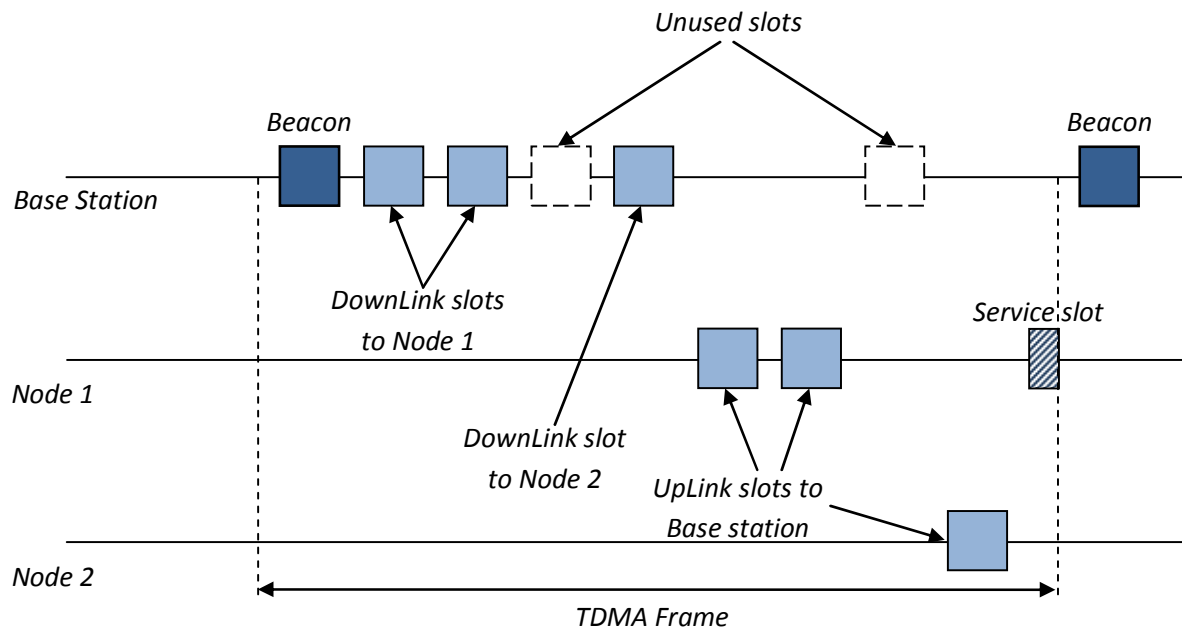 Unused slots
Beacon
Beacon
Base Station
DownLink slots
to Node 1
Service slot
Node 1
DownLink slot
to Node 2
UpLink slots to
Base station
Node 2
TDMA Frame